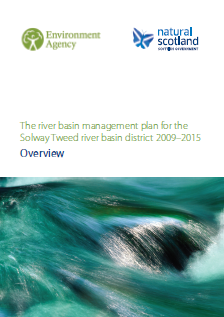 Environment
Agency
natural
scotland
SCOTTISH GOVERNMENT
The river basin management plan for the
Solway Tweed river basin district 2009–2015
Overview